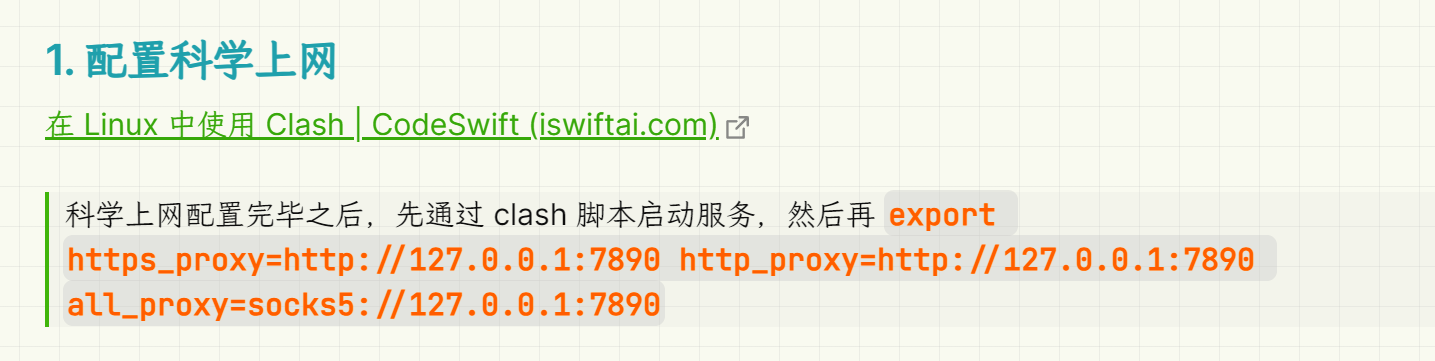 1. 配置科学上网
在 Linux 中使用 Clash | CodeSwift (iswiftai.com)
科学上网配置完毕之后，先通过 clash 脚本启动服务，然后再 export
https_proxy=http://127.0.0.1:7890 http_proxy=http://127.0.0.1:7890
all_proxy=socks5://127.0.0.1:7890